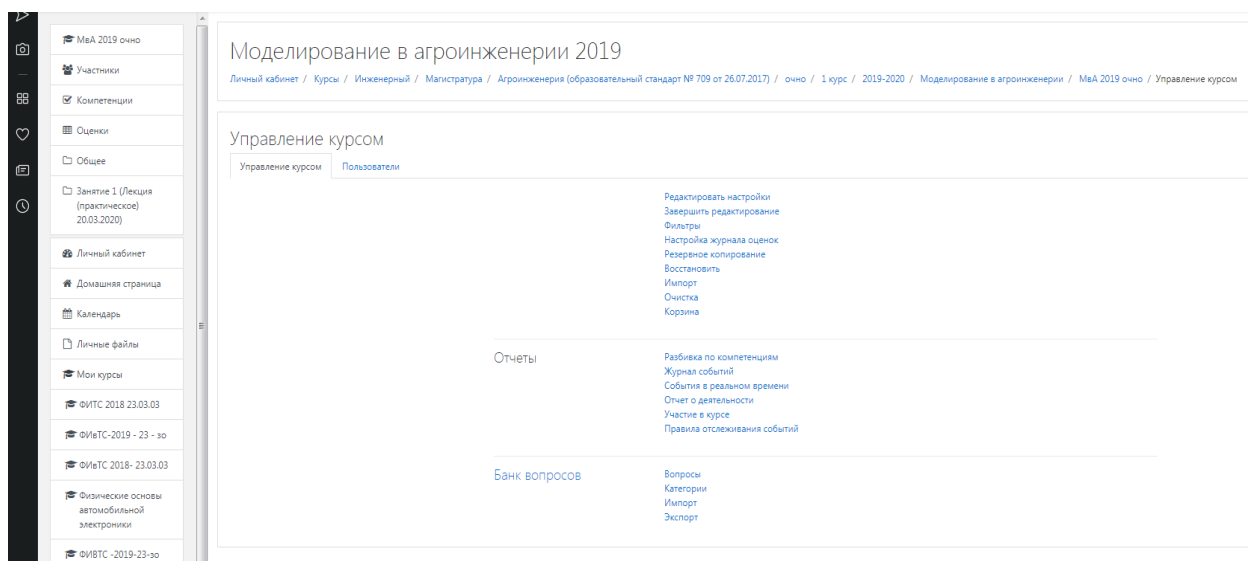 МвА 2019 очно
Участники
Компетенции
Оценки
Общее
Занятие 1 (Лекция
(практическое)
20.03.2020)
Личный кабинет
Домашняя страница
Календарь
Личные файлы
Мои курсы
ФИТС 2018 23.03.03
ФИвТС-2019 - 23 - зо
ФИвТС 2018- 23.03.03
Физические основы
автомобильной
электроники
ФИВТС -2019-23-зо
Моделирование в агроинженерии 2019
Личный кабинет / Курсы / Инженерный / Магистратура / Агроинженерия (образовательный стандарт № 709 от 26.07.2017) / очно / 1 курс / 2019-2020 / Моделирование в агроинженерии / МвА 2019 очно / Управление курсом
Управление курсом
Управление курсом Пользователи
Редактировать настройки
Завершить редактирование
Фильтры
Настройка журнала оценок
Резервное копирование
Восстановить
Импорт
Очистка
Корзина
Отчеты
Разбивка по компетенциям
Журнал событий
События в реальном времени
Отчет о деятельности
Участие в курсе
Правила отслеживания событий
Банк вопросов
Вопросы
Категории
Импорт
Экспорт